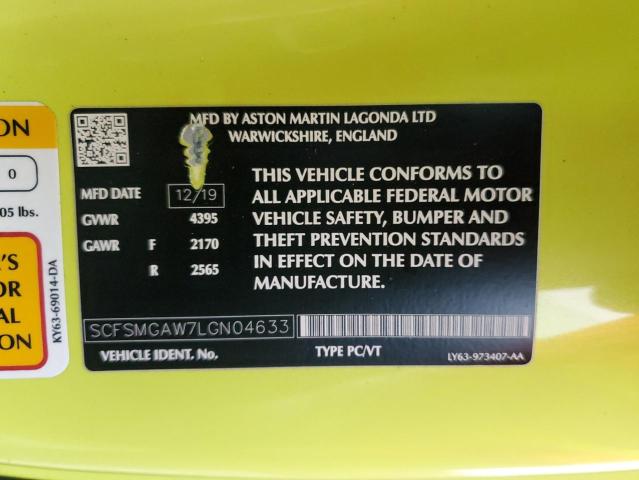 ON
0
05 lbs.
'S
OR
AL
ION
KY63-69014-DA
MFD BY ASTON MARTIN LAGONDA LTD
WARWICKSHIRE, ENGLAND
MFD DATE 12/19
GVWR 4395
GAWR F 2170
R 2565
THIS VEHICLE CONFORMS TO
ALL APPLICABLE FEDERAL MOTOR
VEHICLE SAFETY, BUMPER AND
THEFT PREVENTION STANDARDS
IN EFFECT ON THE DATE OF
MANUFACTURE.
SCFSMGAW7LGN04633
VEHICLE IDENT. No.
TYPE PC/VT
LY63-973407-AA